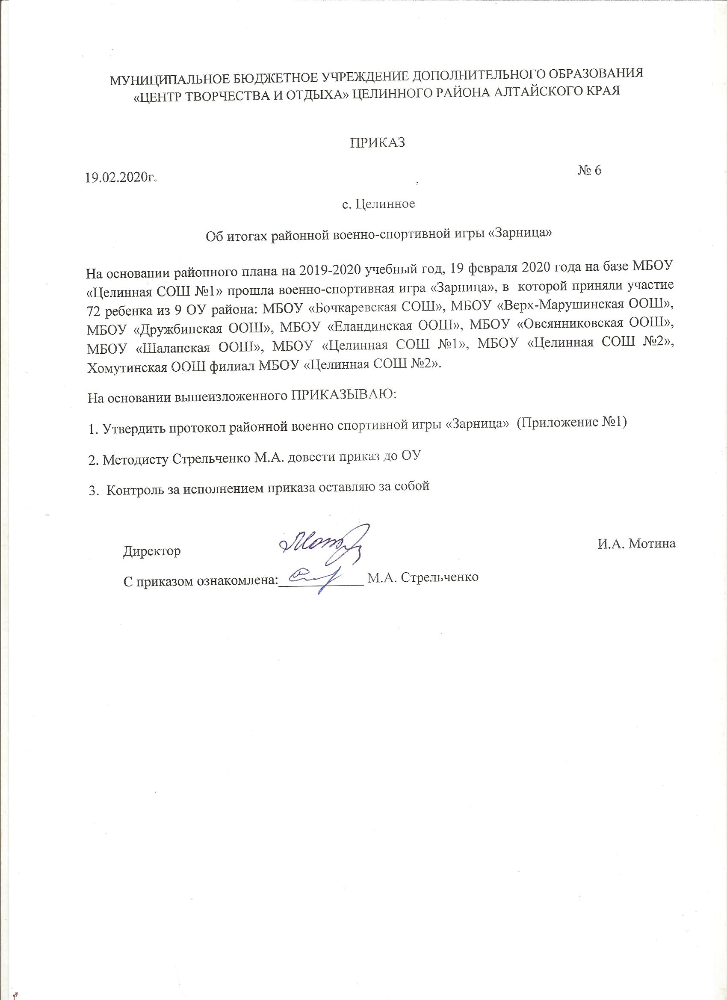 МУНИЦИПАЛЬНОЕ БЮДЖЕТНОЕ УЧРЕЖДЕНИЕ ДОПОЛНИТЕЛЬНОГО ОБРАЗОВАНИЯ
«ЦЕНТР ТВОРЧЕСТВА И ОТДЫХА» ЦЕЛИННОГО РАЙОНА АЛТАЙСКОГО КРАЯ
ПРИКАЗ
19.02.2020г. № 6
с. Целинное
Об итогах районной военно-спортивной игры «Зарница»
На основании районного плана на 2019-2020 учебный год, 19 февраля 2020 года на базе МБОУ
«Целинная СОШ №1» прошла военно-спортивная игра «Зарница», в которой приняли участие
72 ребенка из 9 ОУ района: МБОУ «Бочкаревская СОШ», МБОУ «Верх-Марушинская ООШ»,
МБОУ «Дружбинская ООШ», МБОУ «Еландинская ООШ», МБОУ «Овсянниковская ООШ»,
МБОУ «Шалапская ООШ», МБОУ «Целинная СОШ №1», МБОУ «Целинная СОШ №2»,
Хомутинская ООШ филиал МБОУ «Целинная СОШ №2».
На основании вышеизложенного ПРИКАЗЫВАЮ:
1. Утвердить протокол районной военно спортивной игры «Зарница» (Приложение №1)
2. Методисту Стрельченко М.А. довести приказ до ОУ
3. Контроль за исполнением приказа оставляю за собой
Директор И.А. Мотина
С приказом ознакомлена:____________ М.А. Стрельченко